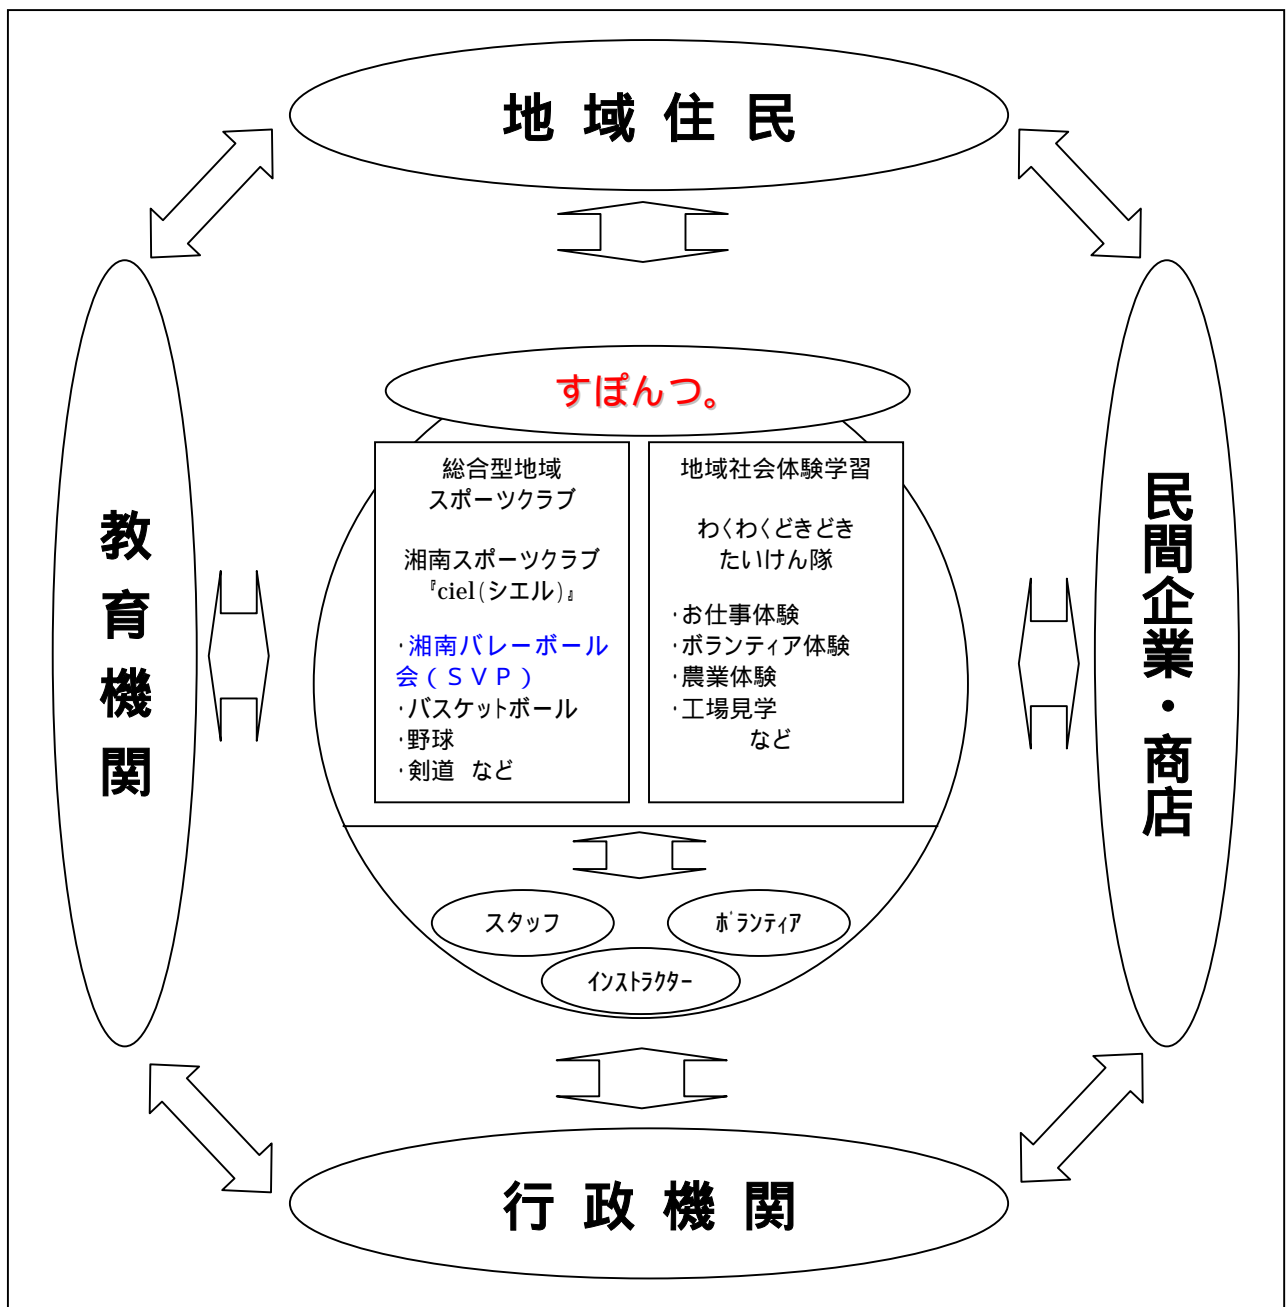 地域住民
すぽんつ。
総合型地域
スポーツクラブ
湘南スポーツクラブ
『ciel(シエル)』
・湘南バレーボール
会（ＳＶＰ）
・バスケットボール
・野球
・剣道 など
地域社会体験学習
わくわくどきどき
たいけん隊
・お仕事体験
・ボランティア体験
・農業体験
・工場見学
など
教育機関
民間企業・商店
スタッフ
ﾎﾞﾗﾝﾃｨｱ
ｲﾝｽﾄﾗｸﾀｰ
行政機関